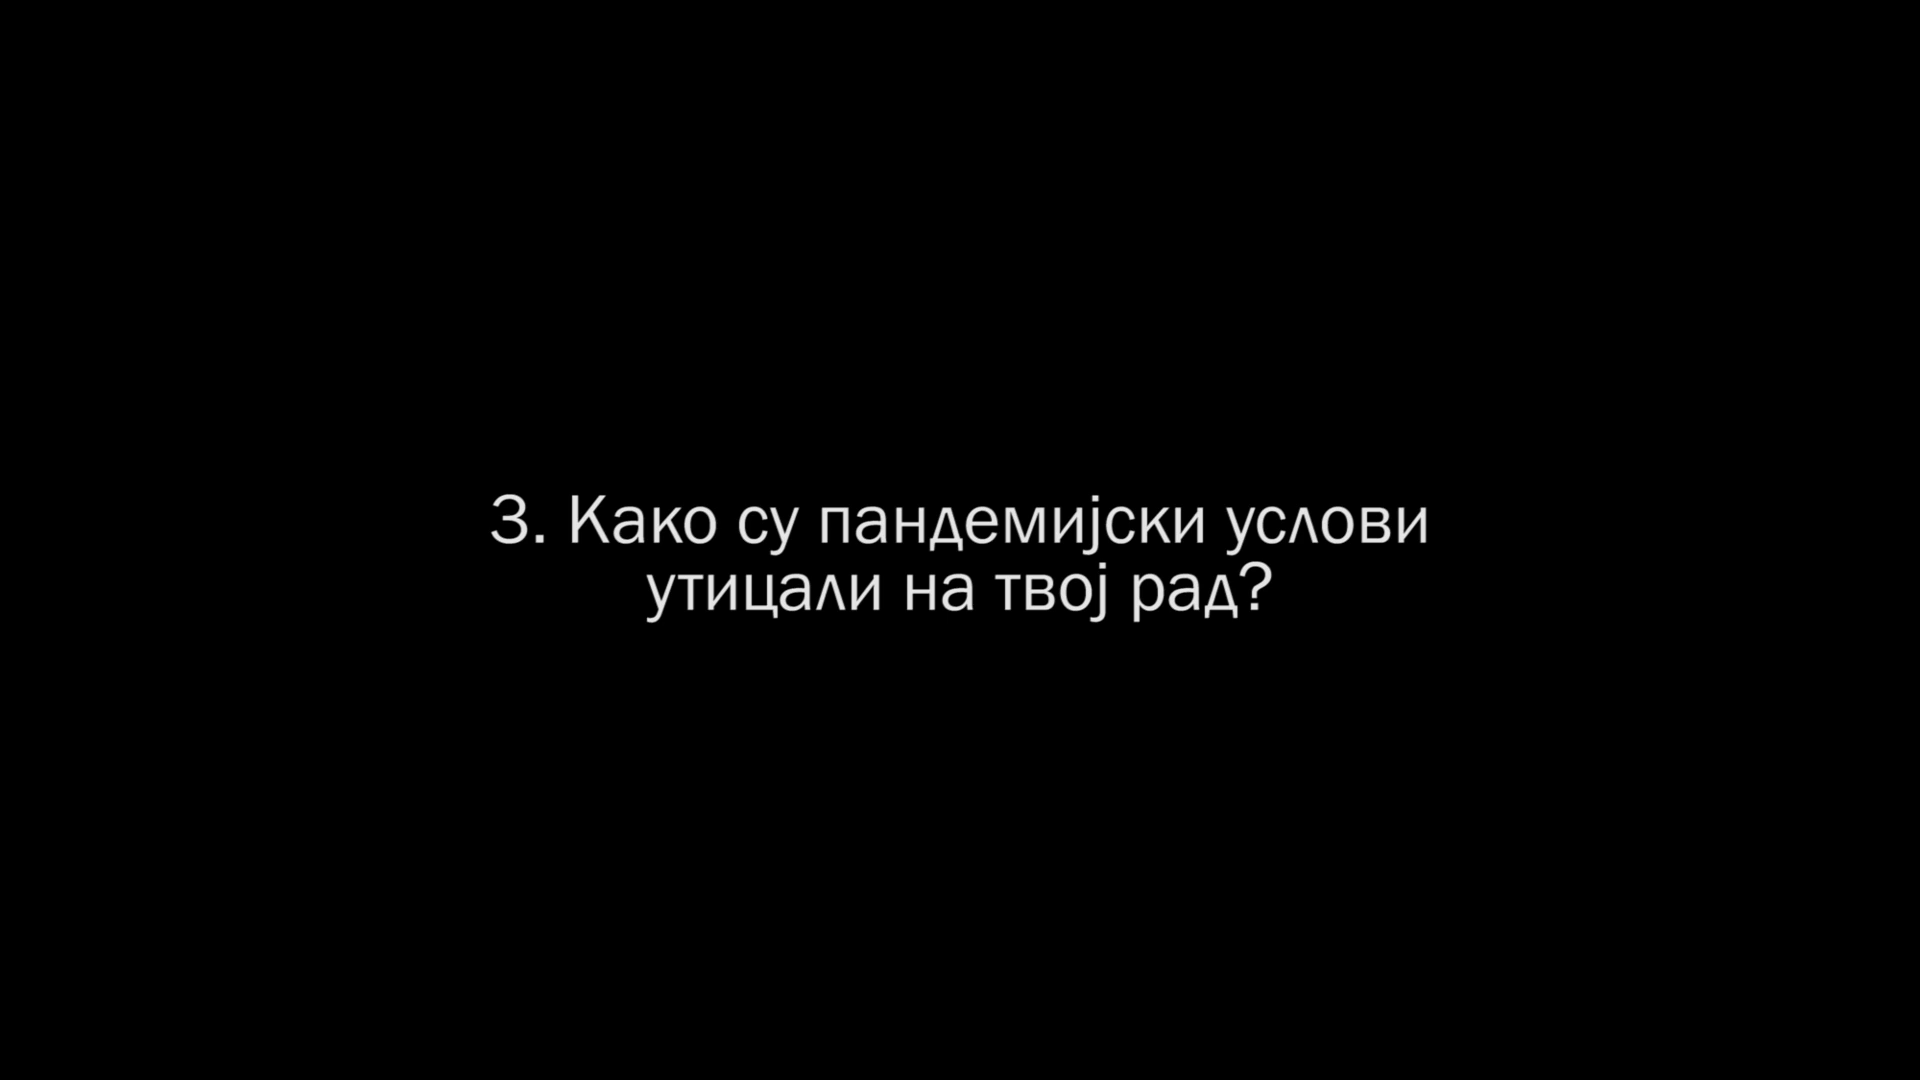 3. Како су пандемијски услови
утицали на твој рад?